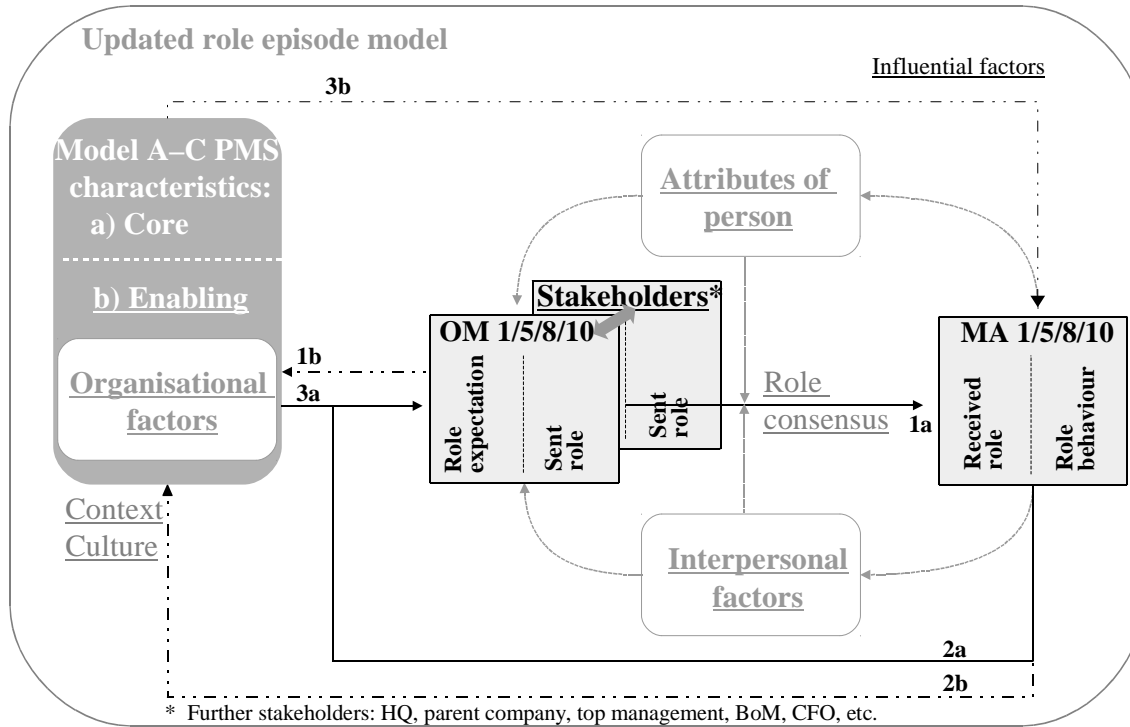 Updated role episode model
Influential factors
3b
Model A–C PMS
characteristics:
a) Core
b) Enabling
Organisational
factors
Attributes of
person
Stakeholders*
OM 1/5/8/10
Role
expectation
Sent
role
Sent
role
1b
3a
Role
consensus
1a
MA 1/5/8/10
Received
role
Role
behaviour
Context
Culture
Interpersonal
factors
2a
2b
* Further stakeholders: HQ, parent company, top management, BoM, CFO, etc.